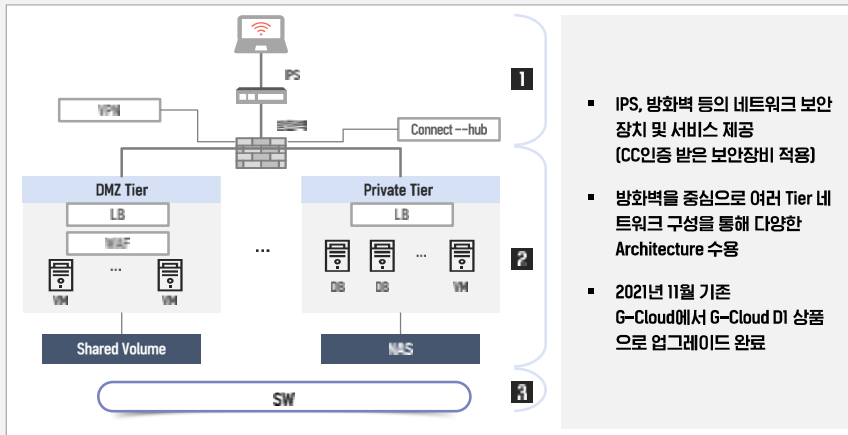 IPS
1
VPN
Connect --hub
DMZ Tier
LB
WAF
...
VM
VM
...
Private Tier
LB
...
DB
DB
VM
2
Shared Volume
NAS
SW
3
▪ IPS, 방화벽 등의 네트워크 보안
장치 및 서비스 제공
(CC인증 받은 보안장비 적용)
▪ 방화벽을 중심으로 여러 Tier 네
트워크 구성을 통해 다양한
Architecture 수용
▪ 2021년 11월 기존
G-Cloud에서 G-Cloud D1 상품
으로 업그레이드 완료